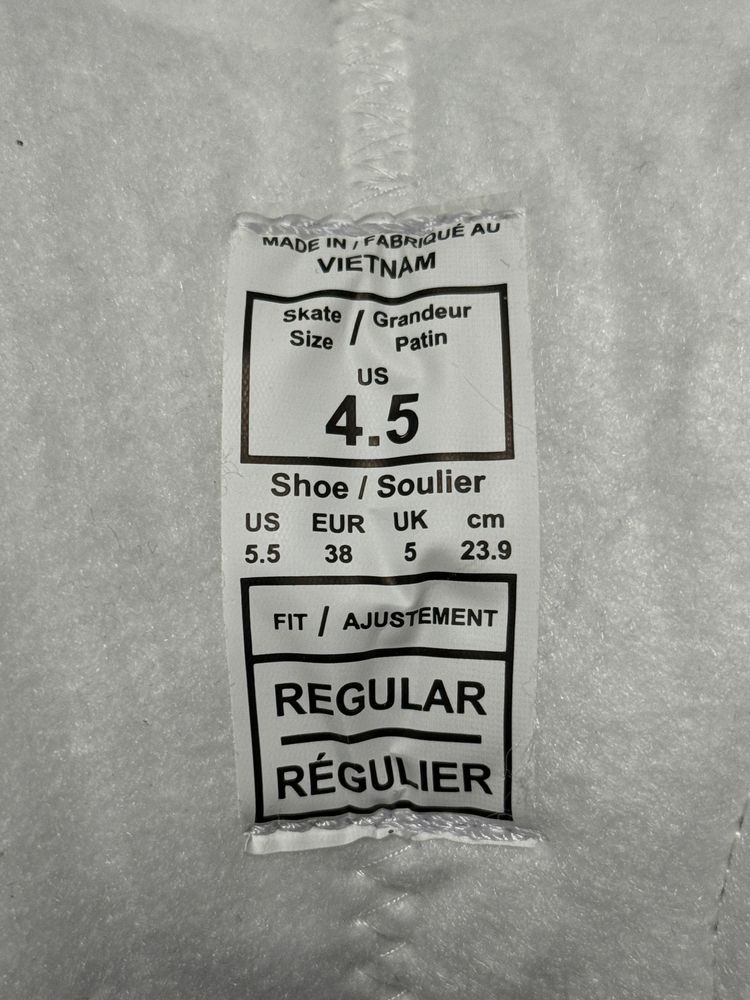 MADE IN / FABRIQUÉ AU
VIETNAM
Skate / Grandeur
Size Patin
US
4.5
Shoe / Soulier
US EUR UK cm
5.5 38 5 23.9
FIT / AJUSTEMENT
REGULAR
RÉGULIER